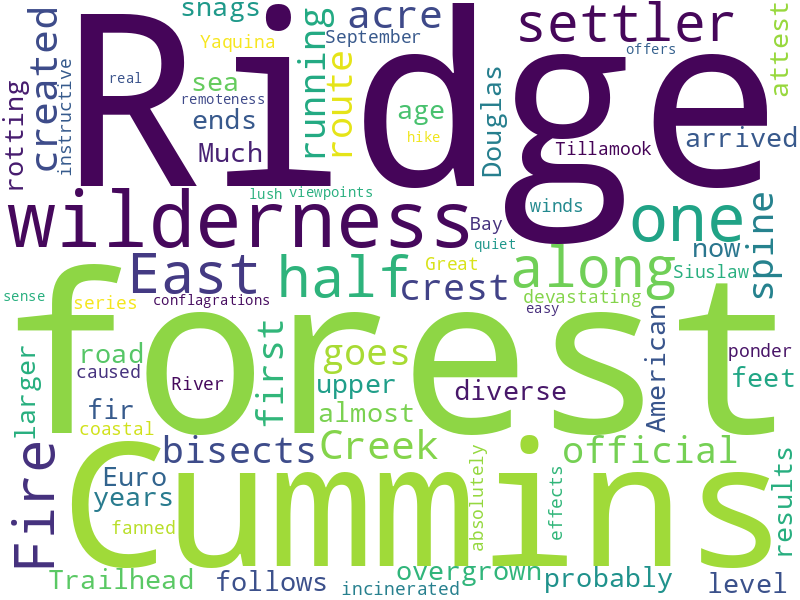 snags
acre
settler
Ridge
Yaquina
September
offers
attest
rotting
created
instructive
real
sea
remoteness
running
route
age
hike
Douglas
ends
Much
Tillamook
arrived
wilderness
lush
viewpoints
winds
one
Bay
quiet
now
spine
East
half
Great
crest
along
Siuslaw
sense
series
conflagrations
devastating
easy
forest
larger
road
caused
River
first
goes
upper
diverse
American
ponder
feet
fir
coastal
almost
Fire
bisects
Creek
official
Cummins
Euro
years
fanned
absolutely
effects
results
Trailhead
follows
incinerated
overgrown
probably
level